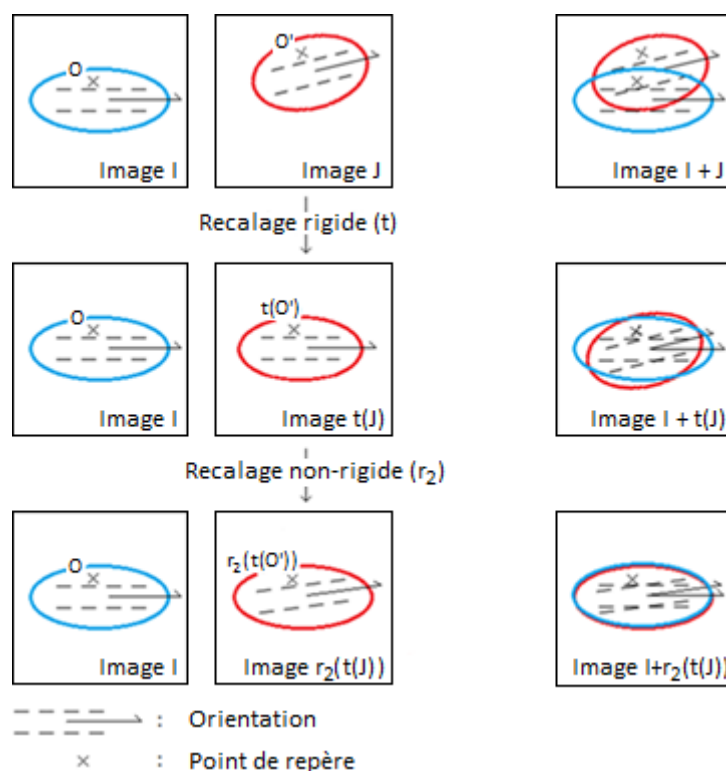 O
O'
Image I
Image J
Image I + J
Recalage rigide (t)
O
t(O')
Image I
Image t(J)
Image I + t(J)
Recalage non-rigide (r₂)
O
r₂(t(O'))
Image I
Image r₂(t(J))
Image I+r₂(t(J))
: Orientation
: Point de repère